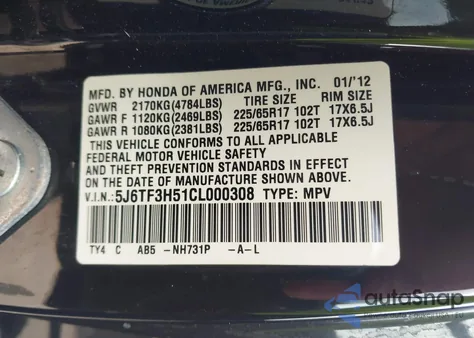 MFD. BY HONDA OF AMERICA MFG., INC. 01/'12
GVWR 2170KG(4784LBS) TIRE SIZE RIM SIZE
GAWR F 1120KG(2469LBS) 225/65R17 102T 17X6.5J
GAWR R 1080KG(2381LBS) 225/65R17 102T 17X6.5J
THIS VEHICLE CONFORMS TO ALL APPLICABLE
FEDERAL MOTOR VEHICLE SAFETY
AND THEFT PREVENTION STANDARDS IN EFFECT ON
THE DATE OF MANUFACTURE SHOWN ABOVE.
V.I.N:5J6TF3H51CL000308 TYPE: MPV
TY4 C AB5 -NH731P -A-L
autoSnap